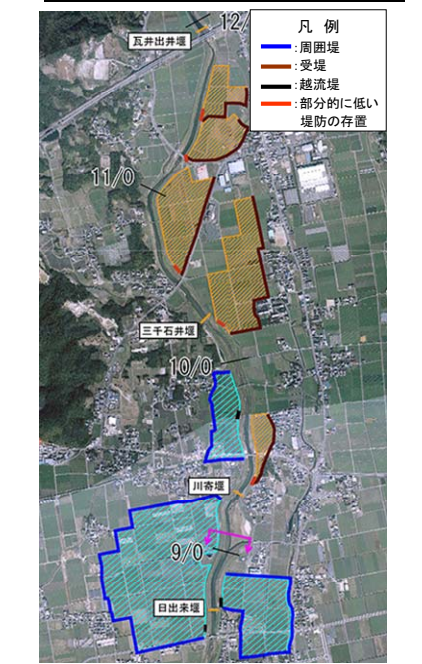 12/
凡 例
:周囲堤
:受堤
:越流堤
:部分的に低い
堤防の存置
瓦井出井堰
11/0
三千石井堰
10/0
川寄堰
9/0
日出来堰